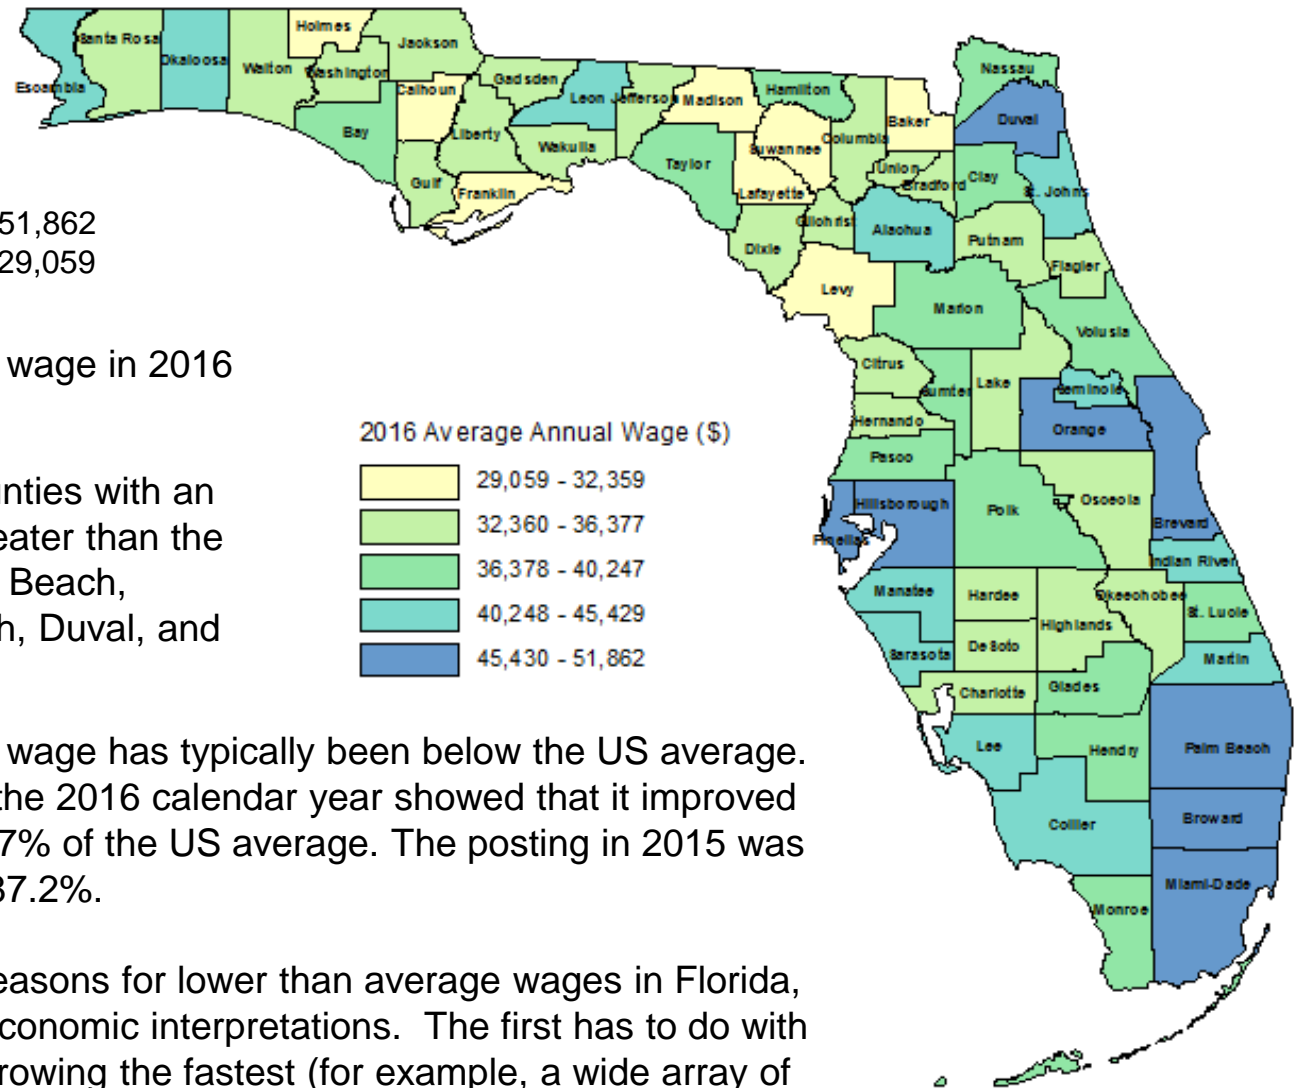 51,862
29,059
wage in 2016
unties with an
eater than the
Beach,
h, Duval, and
wage has typically been below the US average.
the 2016 calendar year showed that it improved
7% of the US average. The posting in 2015 was
37.2%.
easons for lower than average wages in Florida,
conomic interpretations.  The first has to do with
rowing the fastest (for example, a wide array of
2016 Average Annual Wage ($)
29,059 - 32,359
32,360 - 36,377
36,378 - 40,247
40,248 - 45,429
45,430 - 51,862
Escambia
Santa Rosa
Okaloosa
Walton
Holmes
Washington
Jackson
Bay
Calhoun
Gulf
Liberty
Gadsden
Franklin
Leon
Wakulla
Jefferson
Madison
Taylor
Hamilton
Suwannee
Lafayette
Dixie
Columbia
Gilchrist
Levy
Baker
Union
Bradford
Alachua
Nassau
Duval
Clay
St. Johns
Putnam
Flagler
Marion
Volusia
Citrus
Sumter
Lake
Seminole
Hernando
Orange
Pasco
Hillsborough
Pinellas
Polk
Osceola
Brevard
Indian River
Manatee
Hardee
Highlands
Okeechobee
St. Lucie
Sarasota
DeSoto
Martin
Charlotte
Glades
Lee
Hendry
Palm Beach
Collier
Broward
Miami-Dade
Monroe